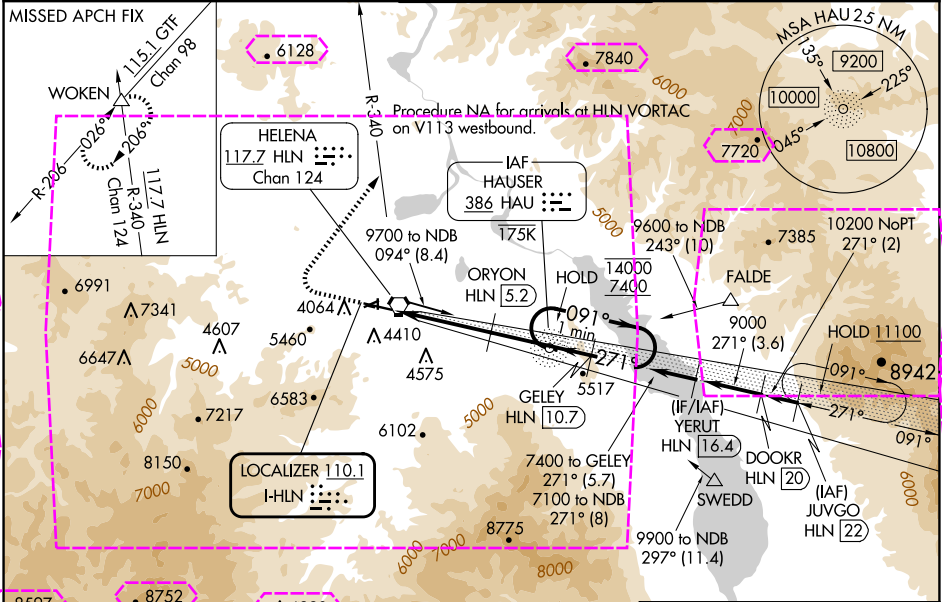 MISSED APCH FIX
115.1 GTF
Chan 98
WOKEN
026°
206°
R-206
117.7 HLN
R-340
Chan 124
6128
7840
6000
7000
7720
MSA HAU 25 NM
135°
9200
225°
10000
045°
10800
R-340
Procedure NA for arrivals at HLN VORTAC
on V113 westbound.
HELENA
117.7 HLN
Chan 124
IAF
HAUSER
386 HAU
175K
5000
9700 to NDB
094° (8.4)
9600 to NDB
243° (10)
10200 NoPT
271° (2)
7385
FALDE
ORYON
HLN 5.2
HOLD
14000
7400
091°
1 min
271°
9000
271° (3.6)
HOLD 11100
091°
8942
271°
091°
6991
7341
4607
6647
5000
5460
4064
4410
4575
6583
7217
6000
6102
5000
8150
7000
GELEY
HLN 10.7
5517
(IF/IAF)
YERUT
HLN 16.4
DOOKR
HLN 20
(IAF)
JUVGO
HLN 22
6000
LOCALIZER 110.1
I-HLN
7400 to GELEY
271° (5.7)
7100 to NDB
271° (8)
SWEDD
9900 to NDB
297° (11.4)
8775
6000
7000
8000
8752